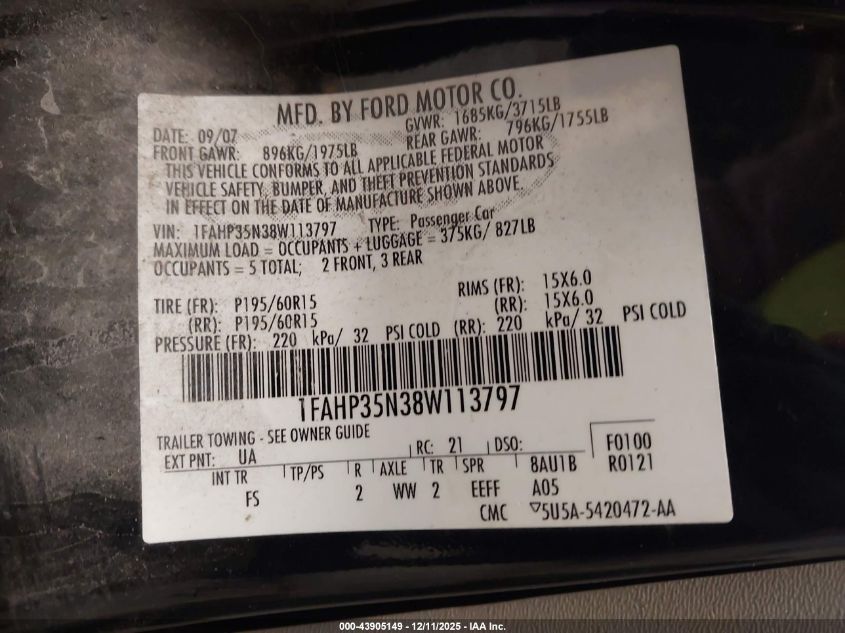 MFD. BY FORD MOTOR CO.
DATE: 09/07 GVWR: 1685KG/3715LB
FRONT GAWR: 896KG/1975LB REAR GAWR: 796KG/1755LB
THIS VEHICLE CONFORMS TO ALL APPLICABLE FEDERAL MOTOR
VEHICLE SAFETY, BUMPER, AND THEFT PREVENTION STANDARDS
IN EFFECT ON THE DATE OF MANUFACTURE SHOWN ABOVE.
VIN: 1FAHP35N38W113797 TYPE: Passenger Car
MAXIMUM LOAD = OCCUPANTS + LUGGAGE = 375KG/ 827LB
OCCUPANTS = 5 TOTAL; 2 FRONT, 3 REAR
TIRE (FR): P195/60R15 RIMS (FR): 15X6.0
(RR): P195/60R15 (RR): 15X6.0
PRESSURE (FR): 220 kPa/ 32 PSI COLD (RR): 220 kPa/ 32 PSI COLD
1FAHP35N38W113797
TRAILER TOWING - SEE OWNER GUIDE
EXT PNT: UA RC: 21 DSO: F0100
INT TR TP/PS R AXLE TR SPR 8AU1B R0121
FS 2 WW 2 EEFF A05
CMC ▽5U5A-5420472-AA
000-43905149 - 12/11/2025 - IAA Inc.